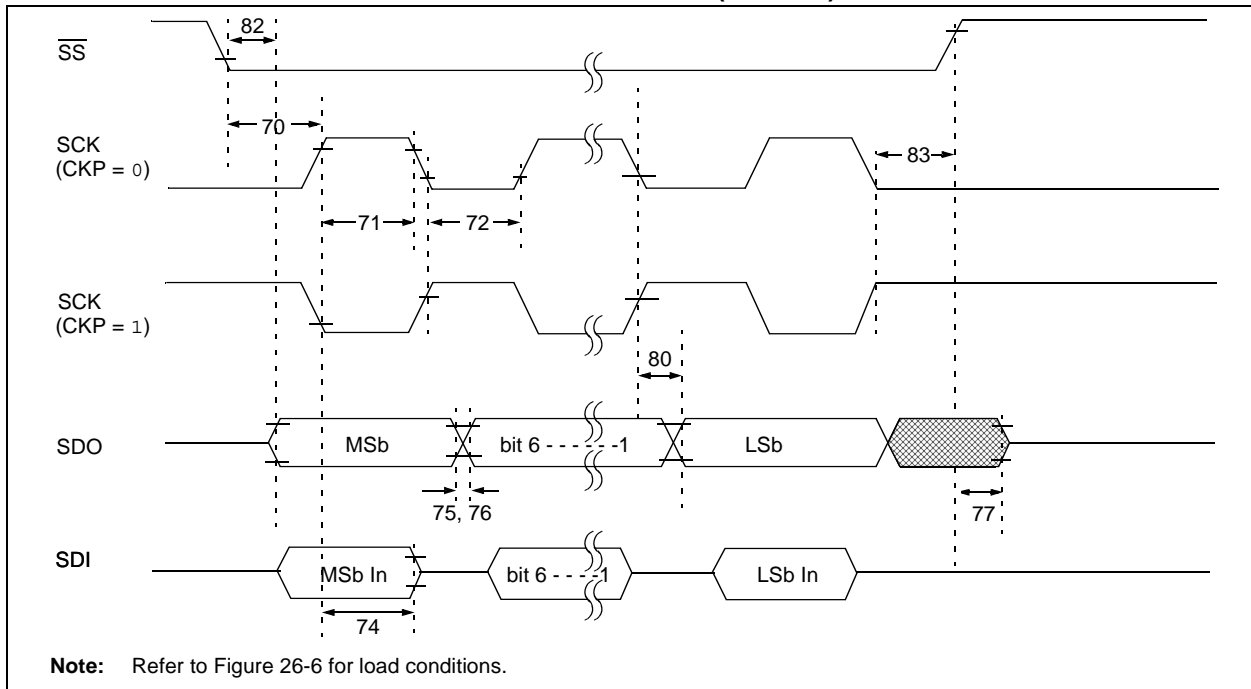 82
SS
70
SCK
(CKP = 0)
83
71
72
SCK
(CKP = 1)
80
SDO
MSb
bit 6 - - - - - -1
LSb
75, 76
77
SDI
MSb In
bit 6 - - - -1
LSb In
74
Note: Refer to Figure 26-6 for load conditions.